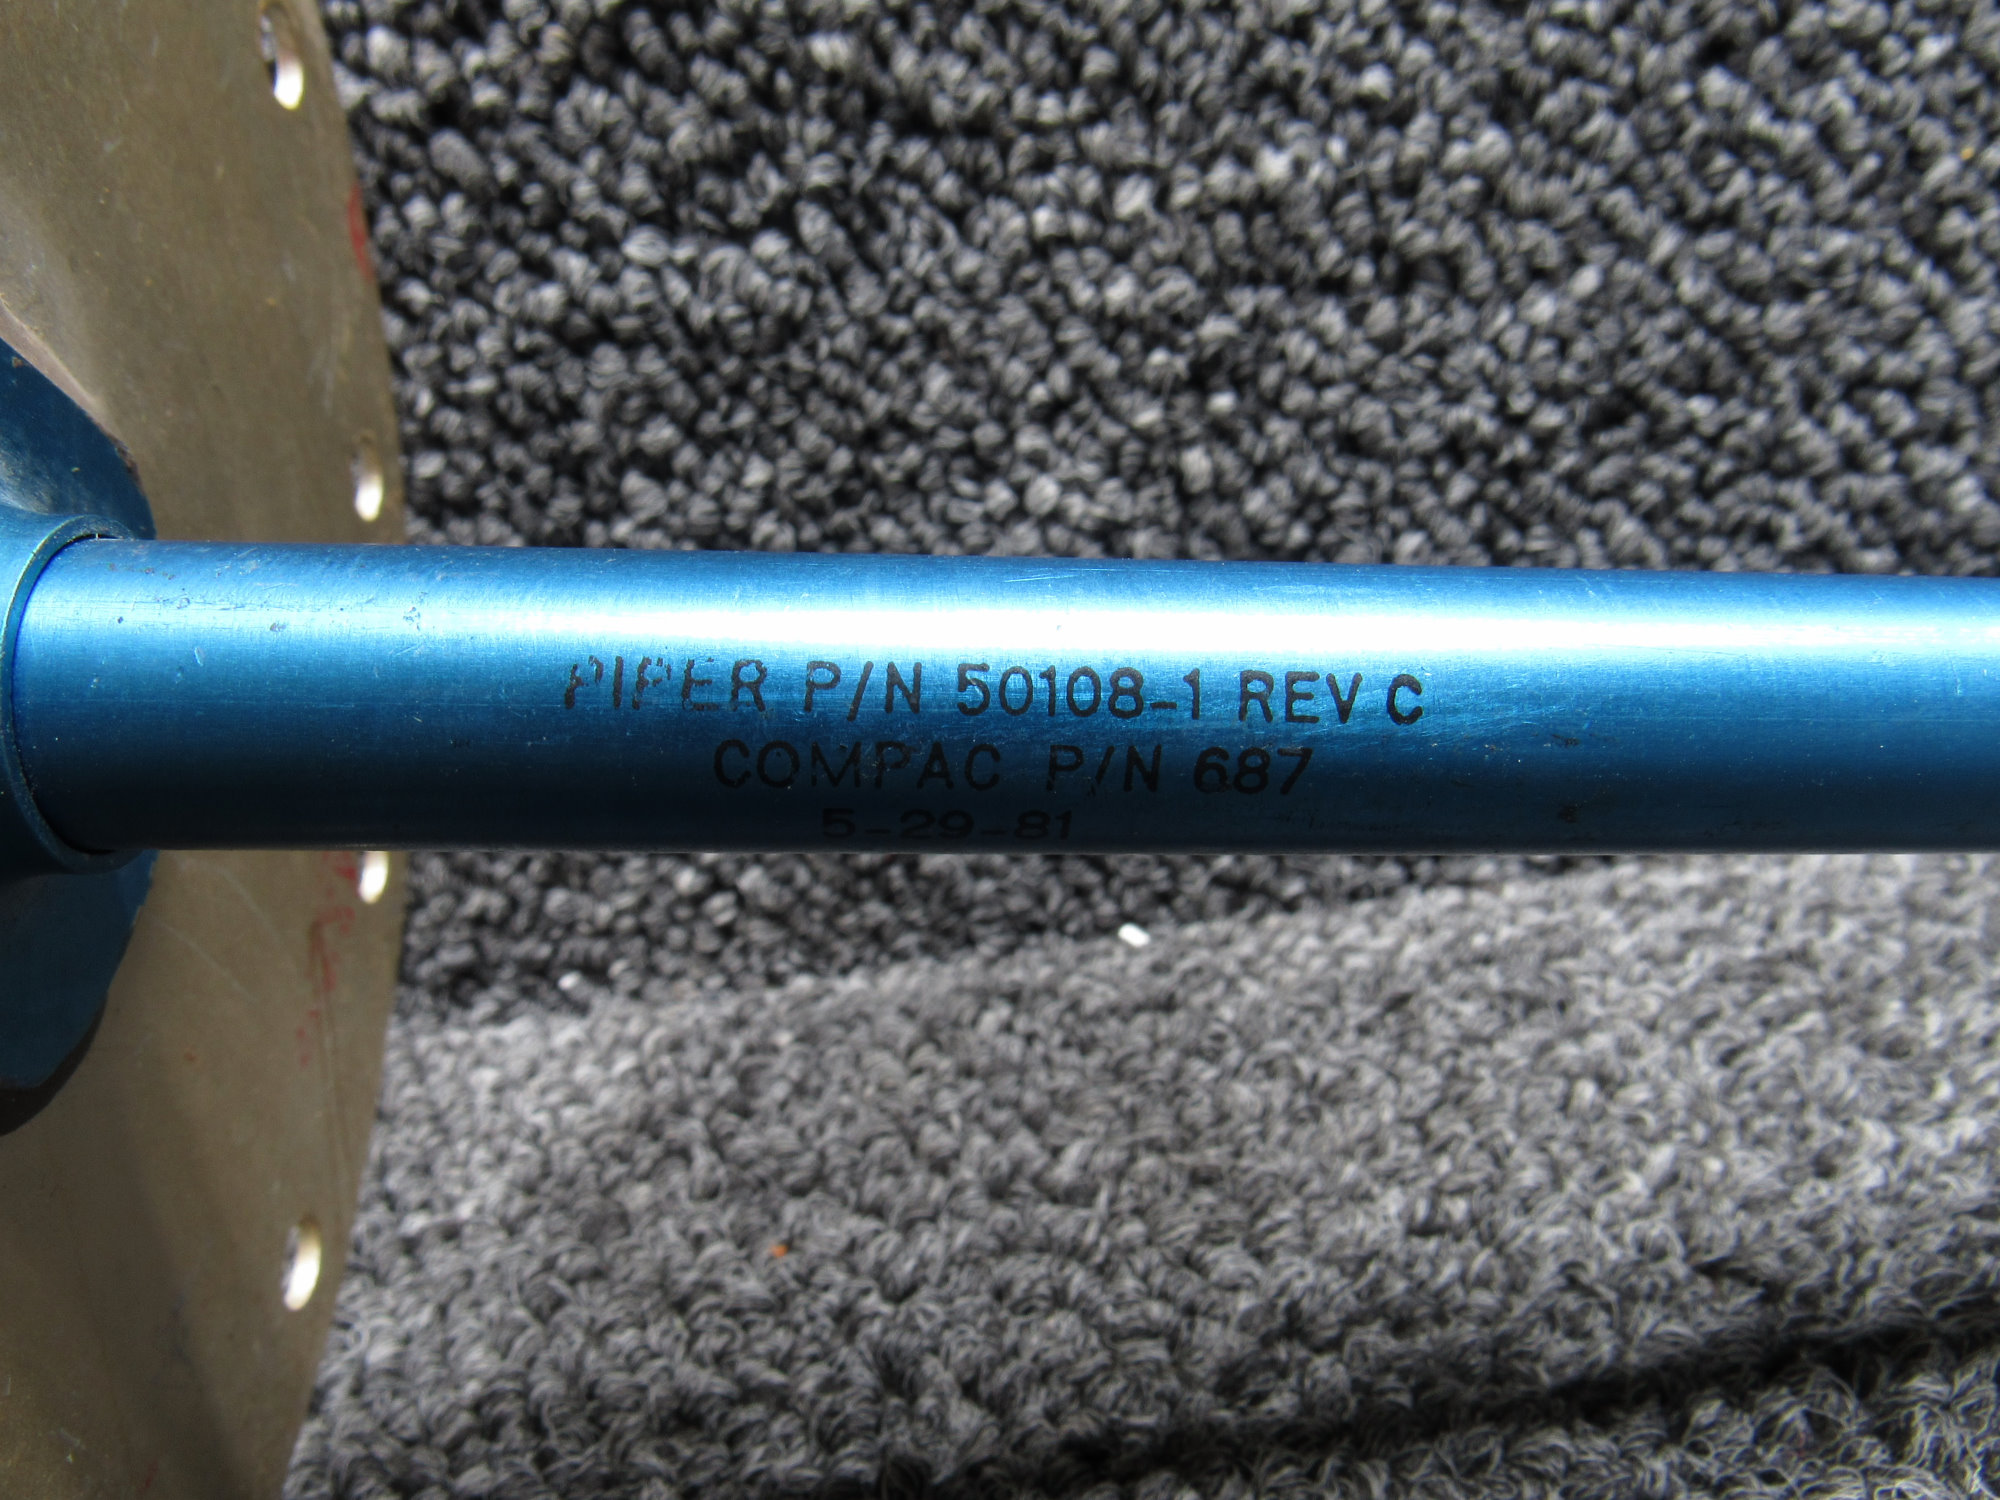 PIPER P/N 50108-1 REV C
COMPAC P/N 687
5-29-81